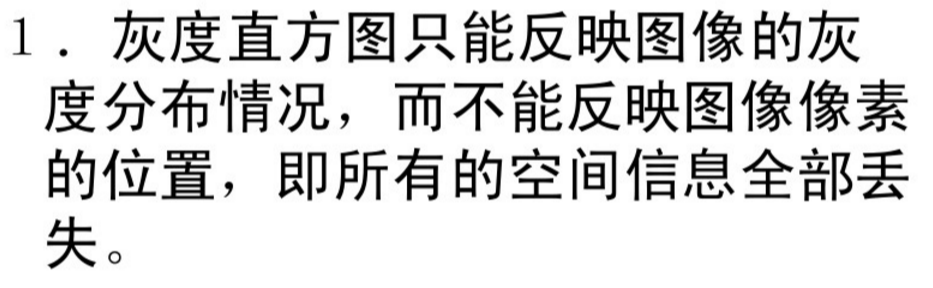 1．灰度直方图只能反映图像的灰
度分布情况，而不能反映图像像素
的位置，即所有的空间信息全部丢
失。